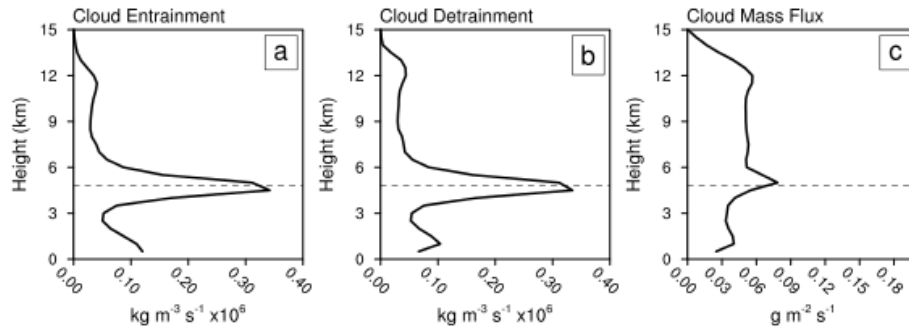 Cloud Entrainment
a
Height (km)
15
12
9
6
3
0
0.00 0.10 0.20 0.30 0.40
kg m⁻³ s⁻¹ x10⁶
Cloud Detrainment
b
Height (km)
15
12
9
6
3
0
0.00 0.10 0.20 0.30 0.40
kg m⁻³ s⁻¹ x10⁶
Cloud Mass Flux
c
Height (km)
15
12
9
6
3
0
0.00 0.03 0.06 0.09 0.12 0.15 0.18
g m⁻² s⁻¹